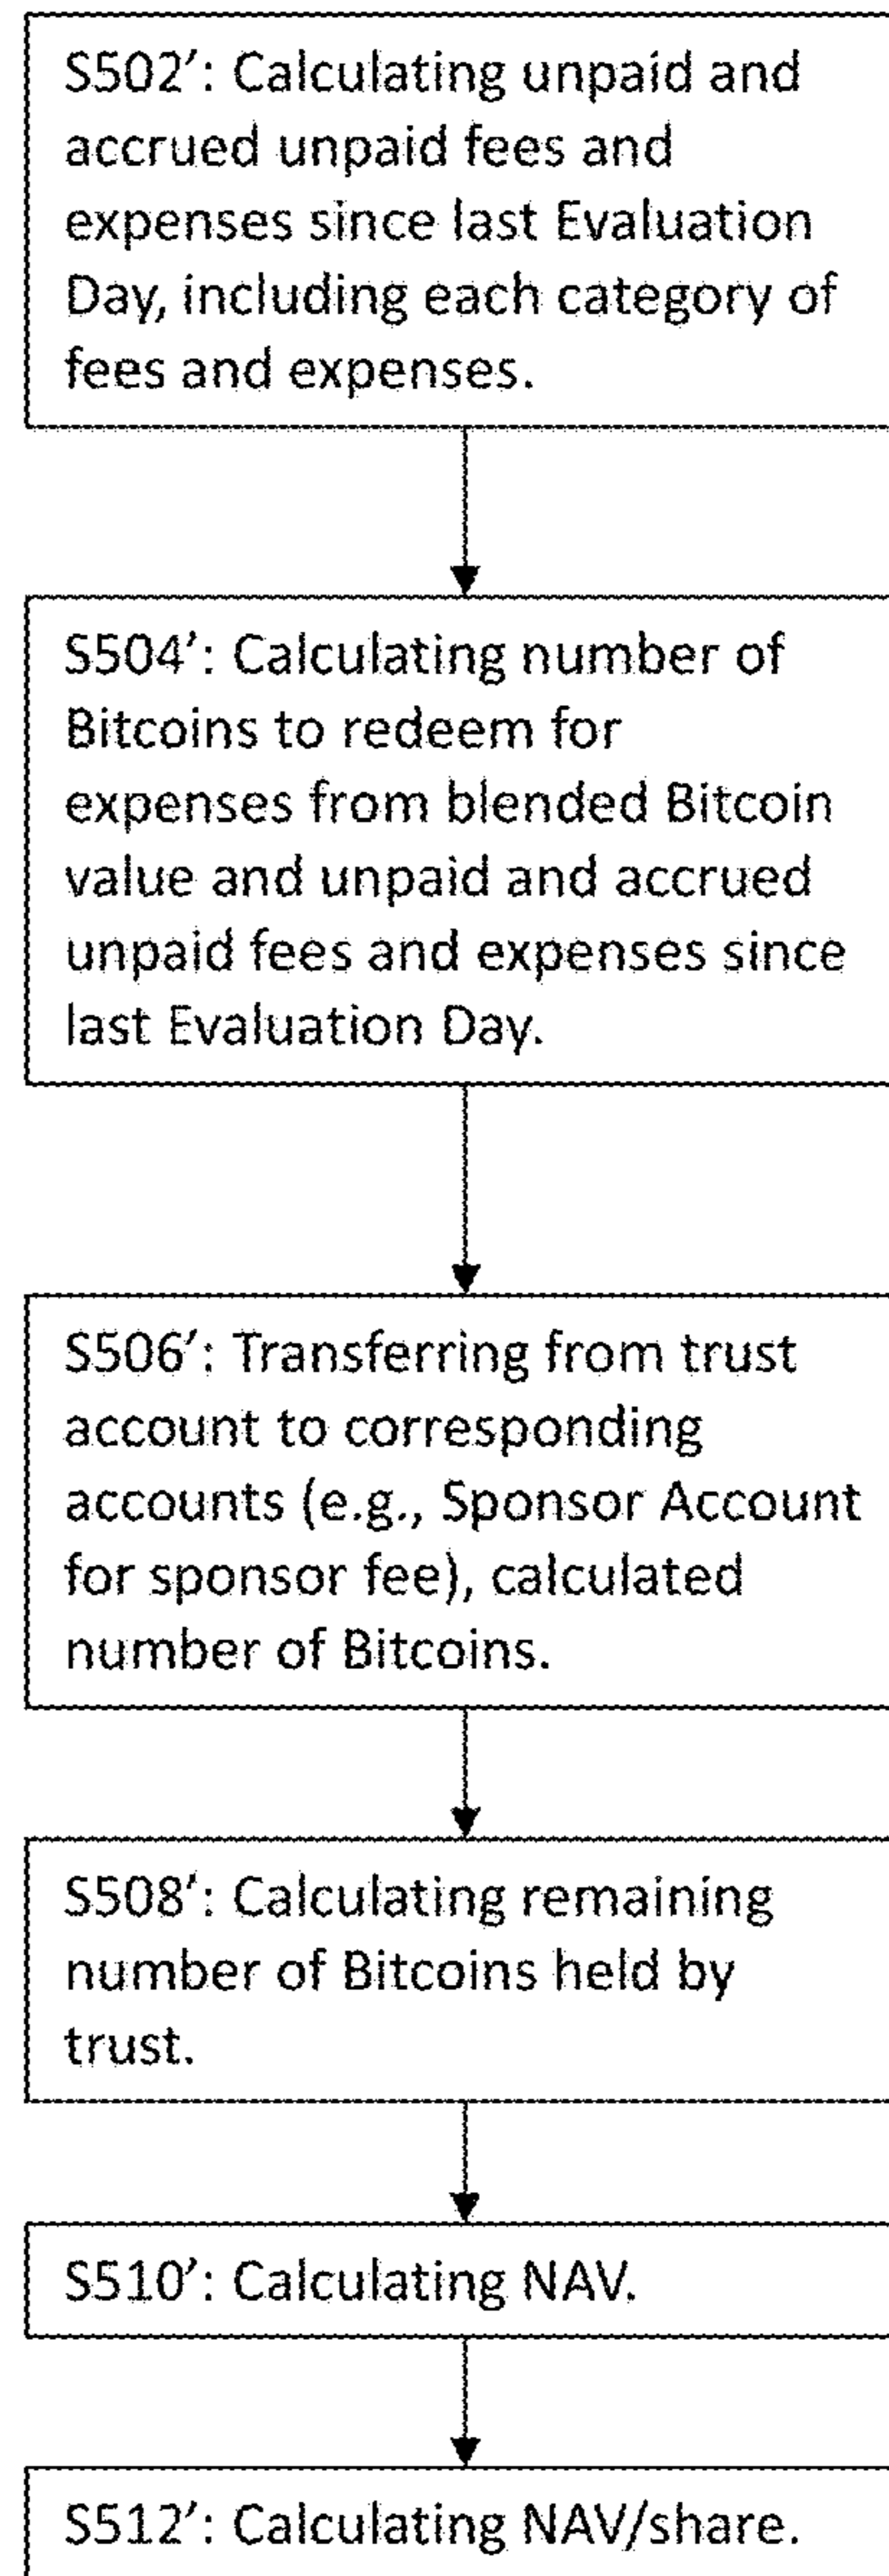 S502′: Calculating unpaid and
accrued unpaid fees and
expenses since last Evaluation
Day, including each category of
fees and expenses.
S504′: Calculating number of
Bitcoins to redeem for
expenses from blended Bitcoin
value and unpaid and accrued
unpaid fees and expenses since
last Evaluation Day.
S506′: Transferring from trust
account to corresponding
accounts (e.g., Sponsor Account
for sponsor fee), calculated
number of Bitcoins.
S508′: Calculating remaining
number of Bitcoins held by
trust.
S510′: Calculating NAV.
S512′: Calculating NAV/share.